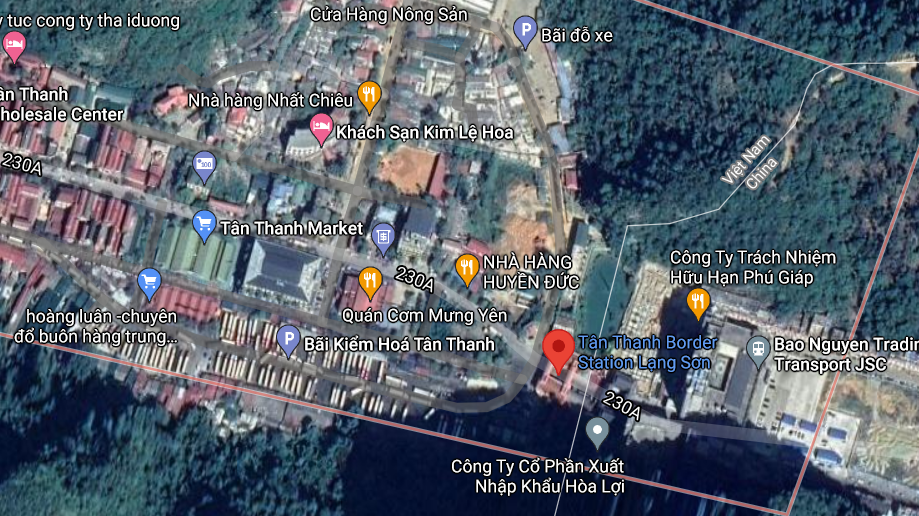 tuc cong ty tha iduong
Cửa Hàng Nông Sản
P
Bãi đỗ xe
Thanh
holesale Center
Nhà hàng Nhất Chiêu
Khách Sạn Kim Lệ Hoa
230A
100
Việt Nam
China
Tân Thanh Market
230A
NHÀ HÀNG
HUYỀN ĐỨC
Công Ty Trách Nhiệm
Hữu Hạn Phú Giáp
hoàng luân -chuyên
đổ buôn hàng trung...
Quán Cơm Mưng Yên
P
Bãi Kiểm Hoá Tân Thanh
Tân Thanh Border
Station Lạng Sơn
Bao Nguyen Tradin
Transport JSC
230A
Công Ty Cổ Phần Xuất
Nhập Khẩu Hòa Lợi